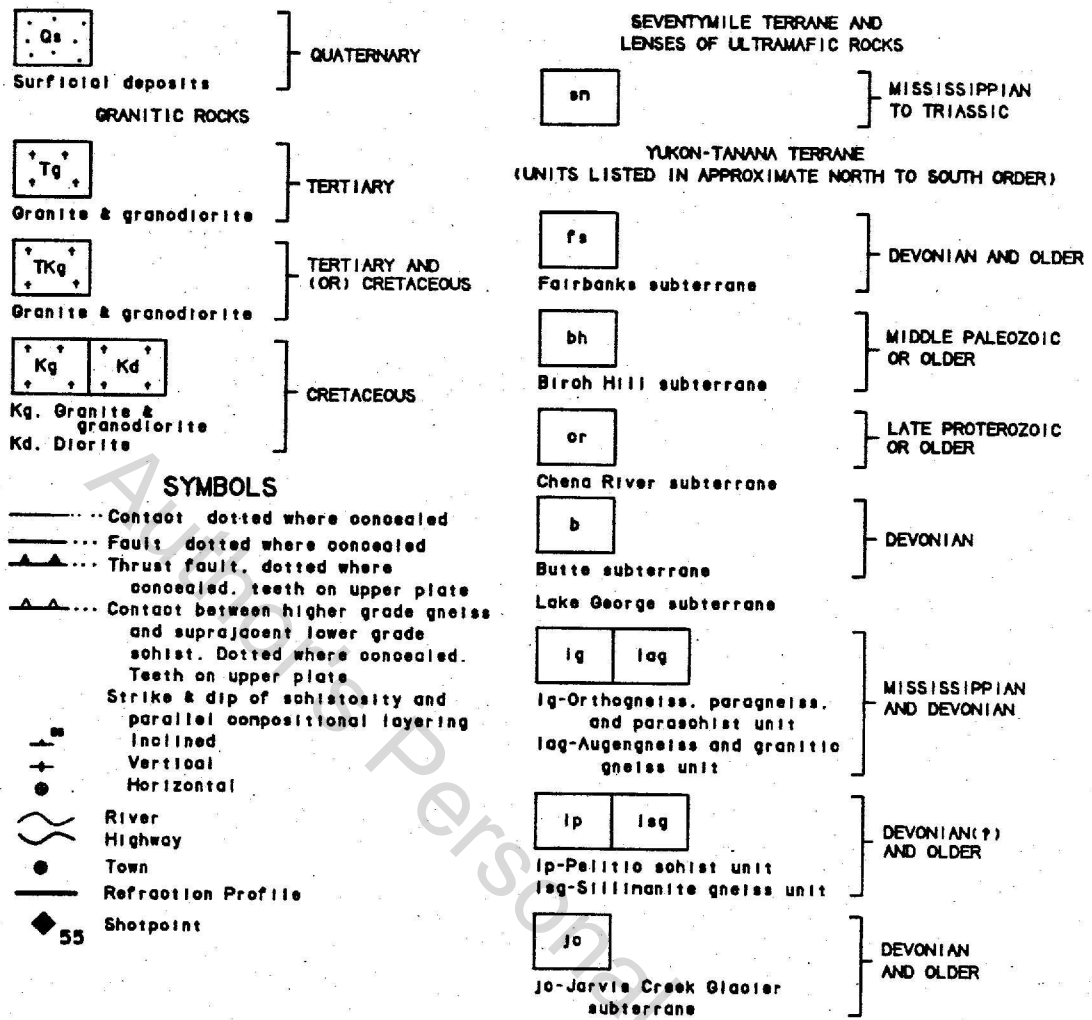 Qs
Surficial deposits
QUATERNARY
GRANITIC ROCKS
Tg
Granite & granodiorite
TERTIARY
TKg
Granite & granodiorite
TERTIARY AND
(OR) CRETACEOUS
Kg
Kd
Kg. Granite &
granodiorite
Kd. Diorite
CRETACEOUS
SYMBOLS
Contact dotted where concealed
Fault dotted where concealed
Thrust fault. dotted where
concealed. teeth on upper plate
Contact between higher grade gneiss
and suprajacent lower grade
schist. Dotted where concealed.
Teeth on upper plate
Strike & dip of schistosity and
parallel compositional layering
Inclined
Vertical
Horizontal
River
Highway
Town
Refraction Profile
55 Shotpoint
SEVENTYMILE TERRANE AND
LENSES OF ULTRAMAFIC ROCKS
sm
MISSISSIPPIAN
TO TRIASSIC
YUKON-TANANA TERRANE
(UNITS LISTED IN APPROXIMATE NORTH TO SOUTH ORDER)
fs
Fairbanks subterrane
DEVONIAN AND OLDER
bh
Birch Hill subterrane
MIDDLE PALEOZOIC
OR OLDER
cr
Chena River subterrane
LATE PROTEROZOIC
OR OLDER
b
Butte subterrane
DEVONIAN
Lake George subterrane
lg
lag
lg-Orthogneiss. paragneiss.
and paraschist unit
lag-Augengneiss and granitic
gneiss unit
MISSISSIPPIAN
AND DEVONIAN
lp
lsg
lp-Pelitic schist unit
lsg-Sillimanite gneiss unit
DEVONIAN(?)
AND OLDER
jc
jc-Jarvis Creek Glacier
subterrane
DEVONIAN
AND OLDER
Author's Personal